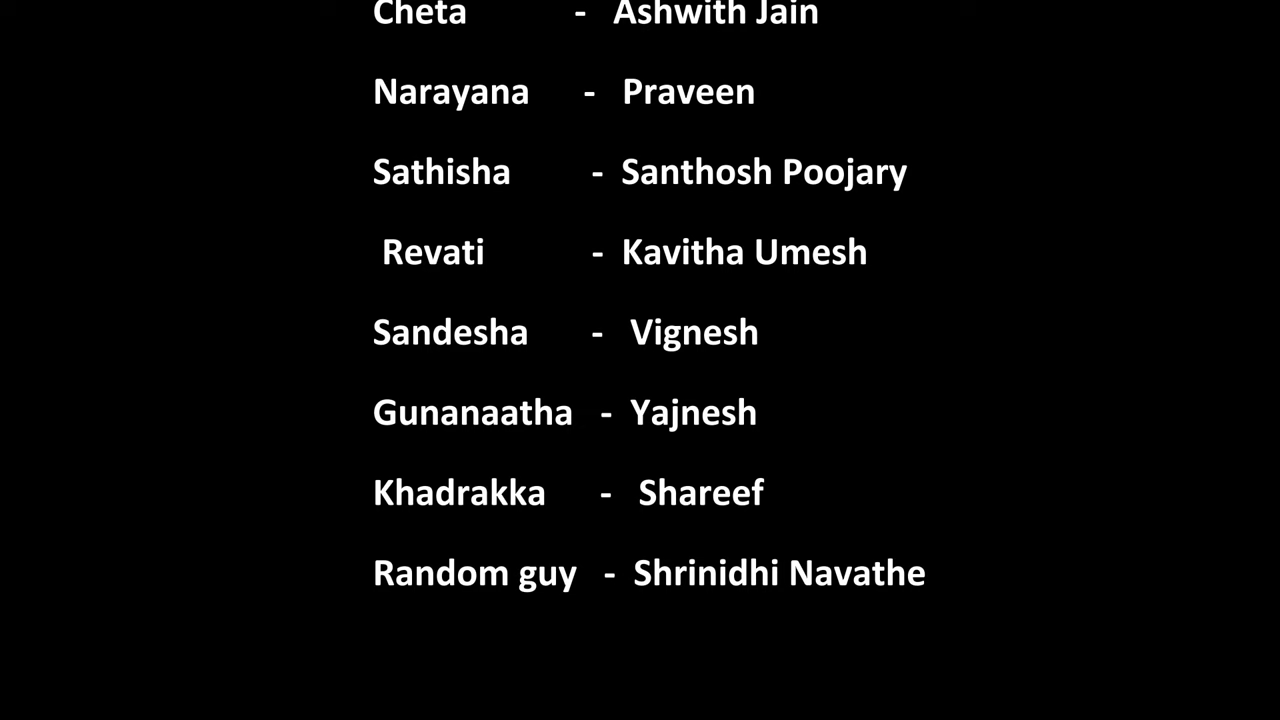 Cheta - Ashwith Jain
Narayana - Praveen
Sathisha - Santhosh Poojary
Revati - Kavitha Umesh
Sandesha - Vignesh
Gunanaatha - Yajnesh
Khadrakka - Shareef
Random guy - Shrinidhi Navathe